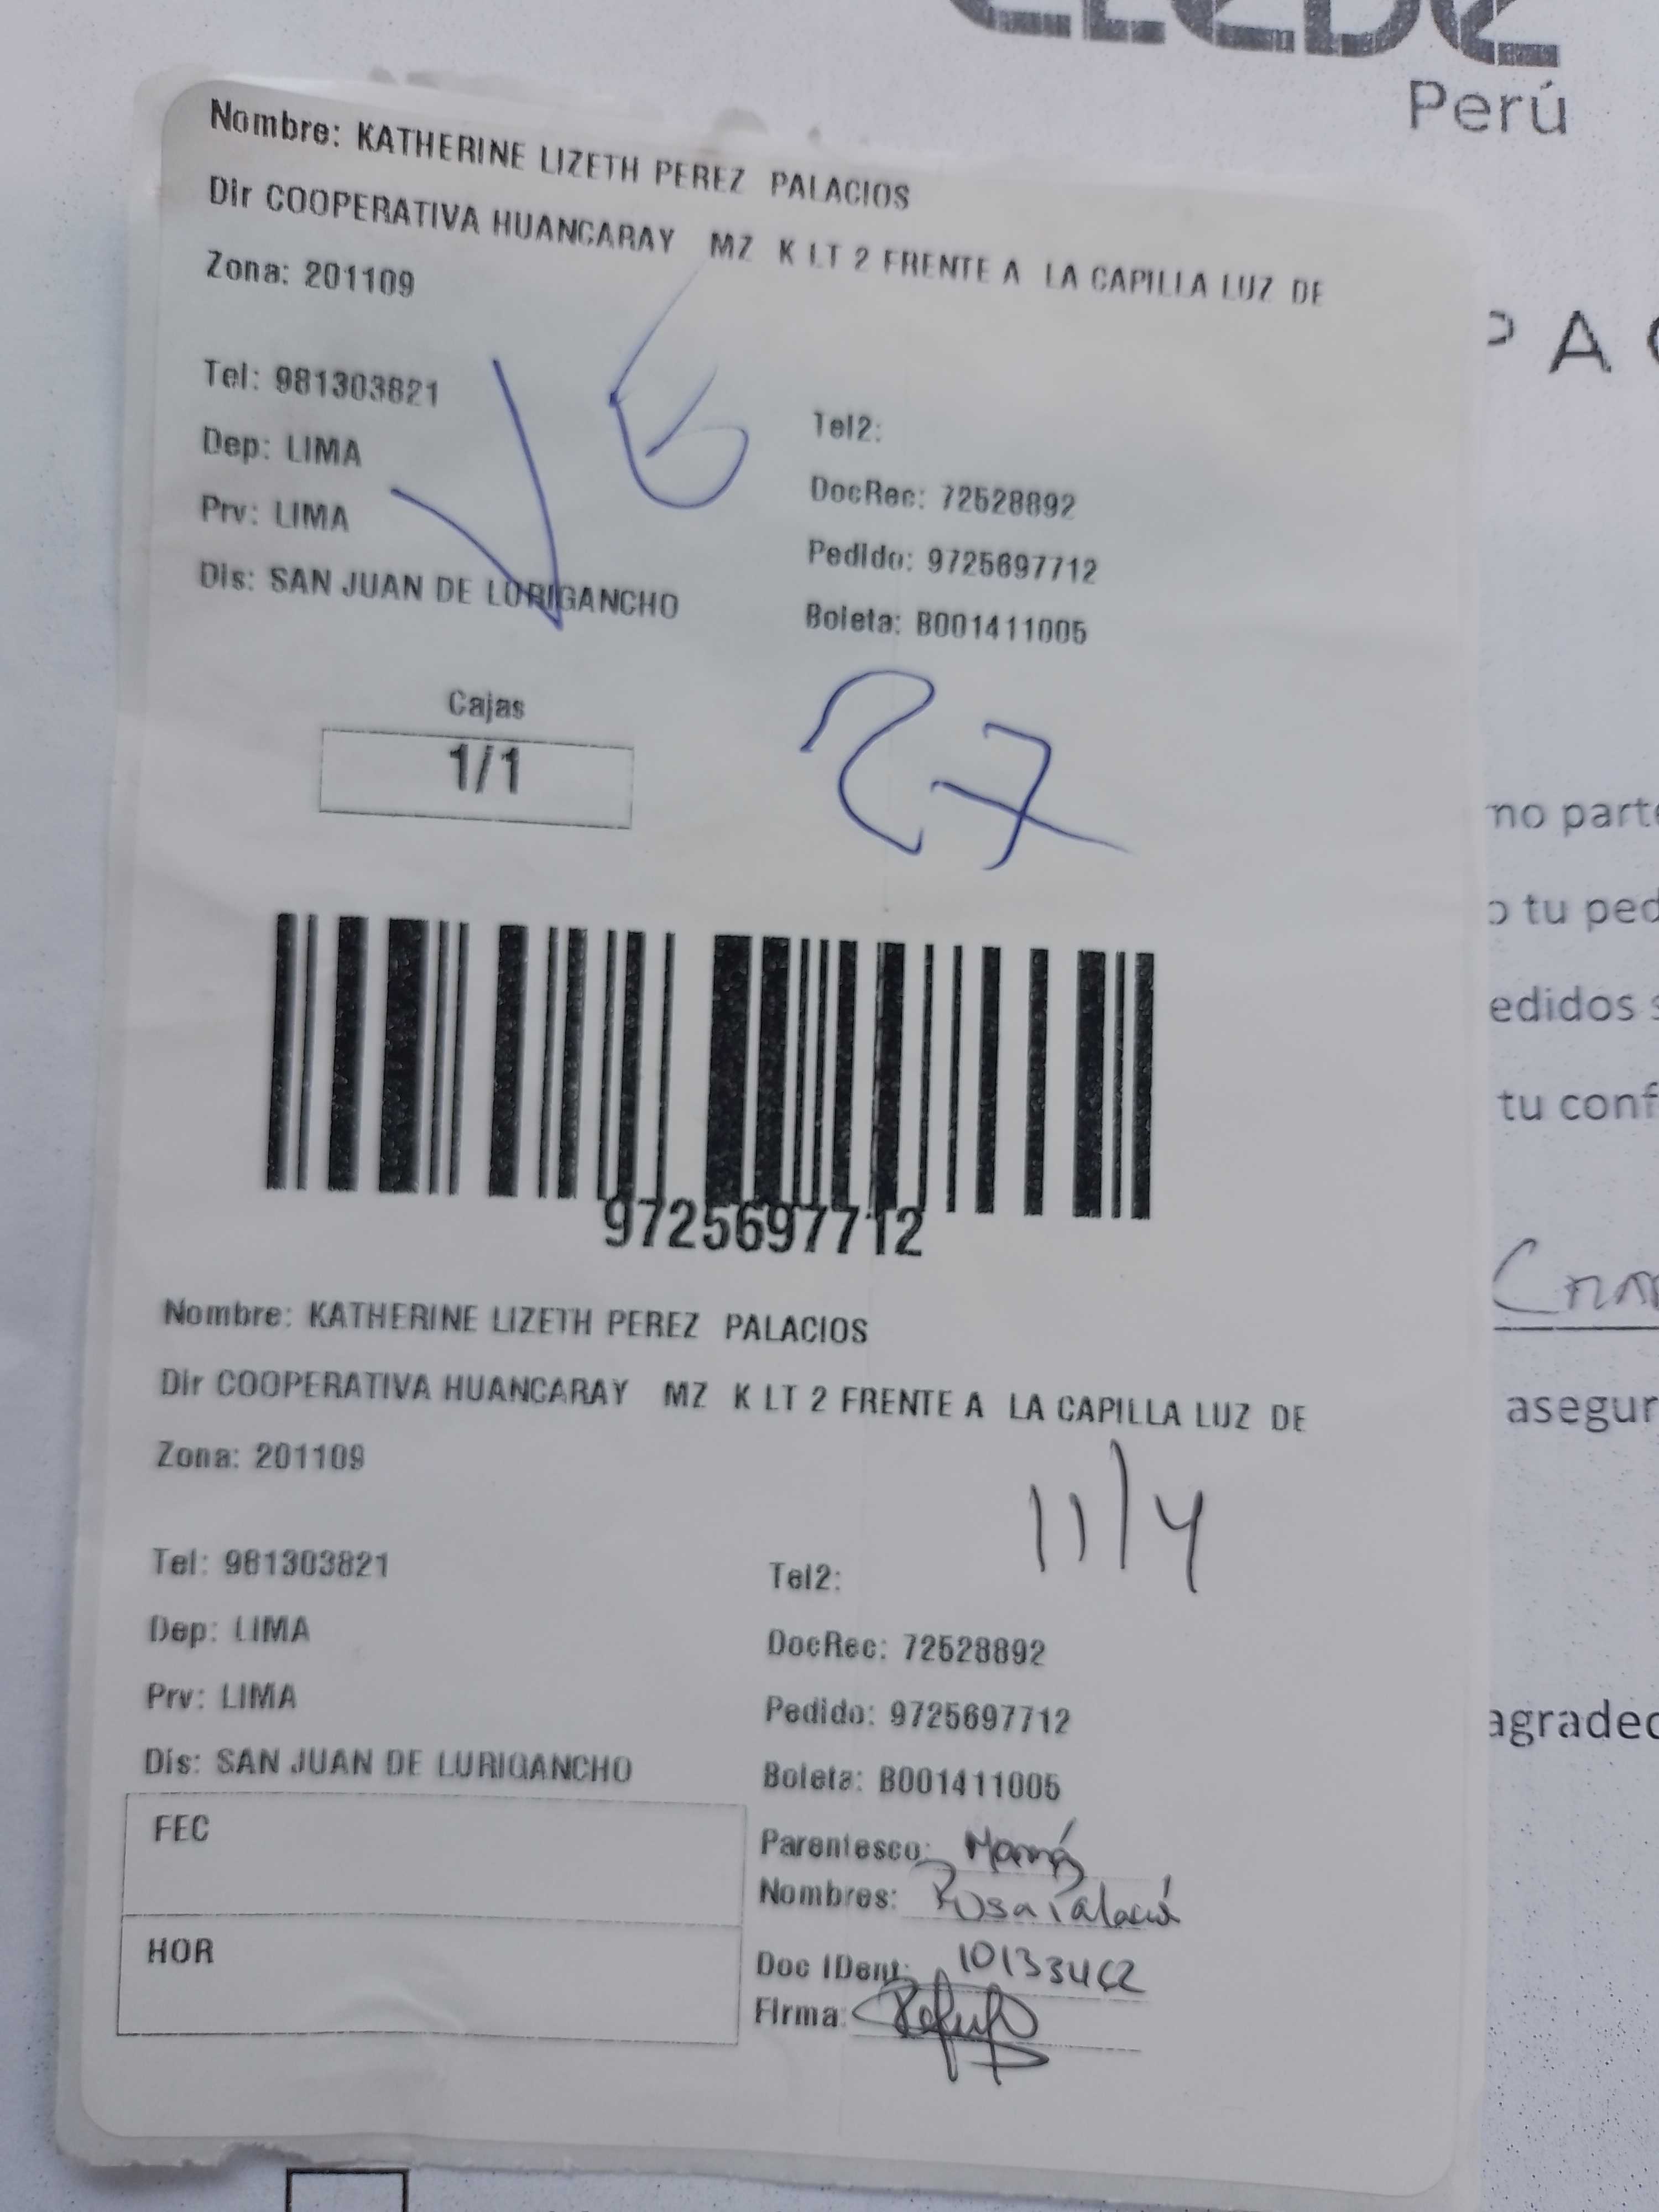 Perú
Nombre: KATHERINE LIZETH PEREZ PALACIOS
Dir COOPERATIVA HUANCARAY MZ K LT 2 FRENTE A LA CAPILLA LUZ DE
Zona: 201109
Tel: 981303821
Tel2:
Dep: LIMA
DocRec: 72528892
Prv: LIMA
Pedido: 9725697712
Dis: SAN JUAN DE LURIGANCHO
Boleta: B001411005
P A
Cajas
1/1
27
no parte
o tu ped
edidos s
tu conf
9725697712
Nombre: KATHERINE LIZETH PEREZ PALACIOS
Dir COOPERATIVA HUANCARAY MZ K LT 2 FRENTE A LA CAPILLA LUZ DE
asegur
Zona: 201109
11/4
Tel: 981303821
Tel2:
Dep: LIMA
DocRec: 72528892
Prv: LIMA
Pedido: 9725697712
agradec
Dis: SAN JUAN DE LURIGANCHO
Boleta: B001411005
FEC
Parentesco: Mamá
Nombres: Rosa Palacios
HOR
Doc IDent: 10133462
Firma: